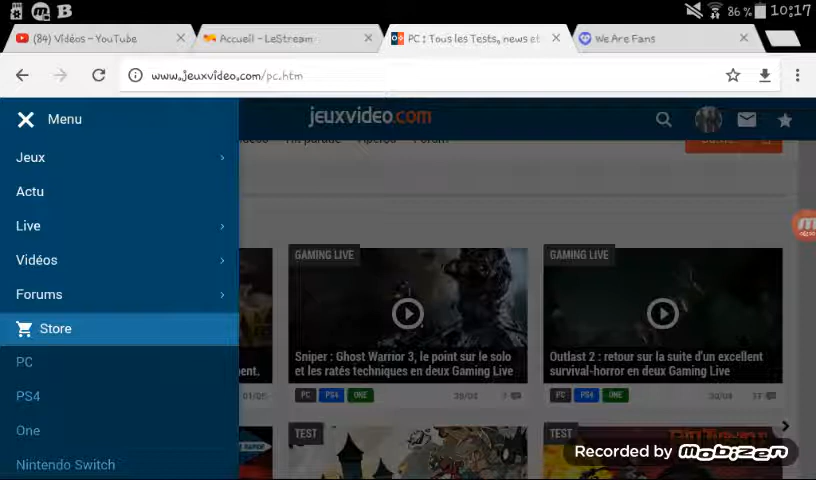 86 % 10:17
(84) Vidéos - YouTube
Accueil - LeStream
PC : Tous les Tests, news et
We Are Fans
www.jeuxvideo.com/pc.htm
Menu
jeuxvideo.com
Jeux
Actu
Live
Vidéos
Forums
Store
PC
PS4
One
Nintendo Switch
GAMING LIVE
Sniper : Ghost Warrior 3, le point sur le solo
et les ratés techniques en deux Gaming Live
PC PS4 ONE
GAMING LIVE
Outlast 2 : retour sur la suite d'un excellent
survival-horror en deux Gaming Live
PC PS4 ONE
TEST
TEST
Recorded by mobizen